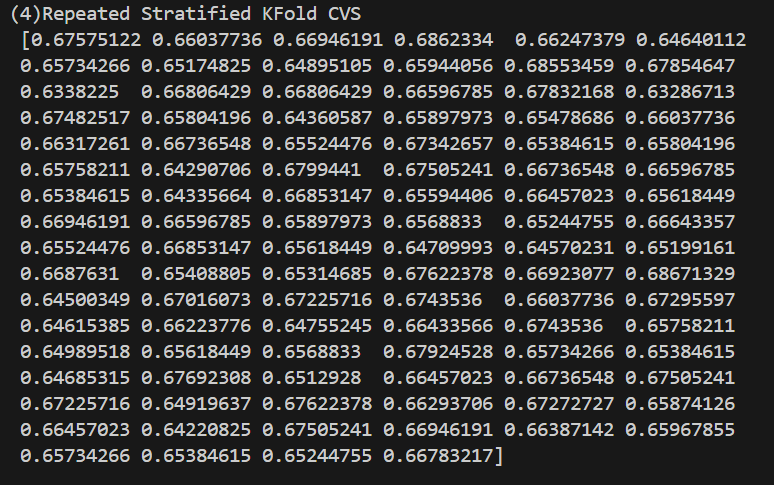 (4)Repeated Stratified KFold CVS
[0.67575122 0.66037736 0.66946191 0.6862334  0.66247379 0.64640112
0.65734266 0.65174825 0.64895105 0.65944056 0.68553459 0.67854647
0.6338225  0.66806429 0.66806429 0.66596785 0.67832168 0.63286713
0.67482517 0.65804196 0.64360587 0.65897973 0.65478686 0.66037736
0.66317261 0.66736548 0.65524476 0.67342657 0.65384615 0.65804196
0.65758211 0.64290706 0.6799441  0.67505241 0.66736548 0.66596785
0.65384615 0.64335664 0.66853147 0.65594406 0.66457023 0.65618449
0.66946191 0.66596785 0.65897973 0.6568833  0.65244755 0.66643357
0.65524476 0.66853147 0.65618449 0.64709993 0.64570231 0.65199161
0.6687631  0.65408805 0.65314685 0.67622378 0.66923077 0.68671329
0.64500349 0.67016073 0.67225716 0.6743536  0.66037736 0.67295597
0.64615385 0.66223776 0.64755245 0.66433566 0.6743536  0.65758211
0.64989518 0.65618449 0.6568833  0.67924528 0.65734266 0.65384615
0.64685315 0.67692308 0.6512928  0.66457023 0.66736548 0.67505241
0.67225716 0.64919637 0.67622378 0.66293706 0.67272727 0.65874126
0.66457023 0.64220825 0.67505241 0.66946191 0.66387142 0.65967855
0.65734266 0.65384615 0.65244755 0.66783217]